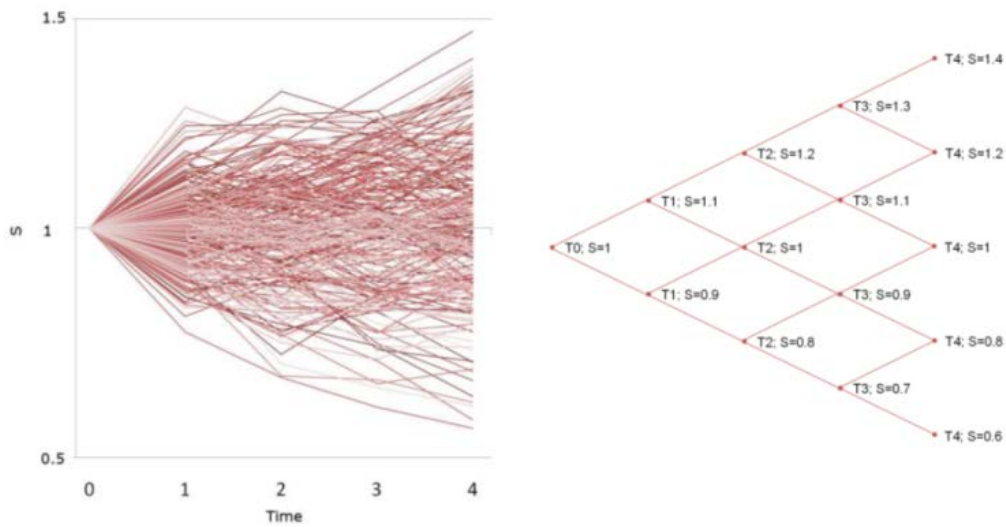 1.5
S
1
0.5
0 1 2 3 4
Time
T4; S=1.4
T3; S=1.3
T2; S=1.2
T4; S=1.2
T1; S=1.1
T3; S=1.1
T0; S=1
T2; S=1
T4; S=1
T1; S=0.9
T3; S=0.9
T2; S=0.8
T4; S=0.8
T3; S=0.7
T4; S=0.6